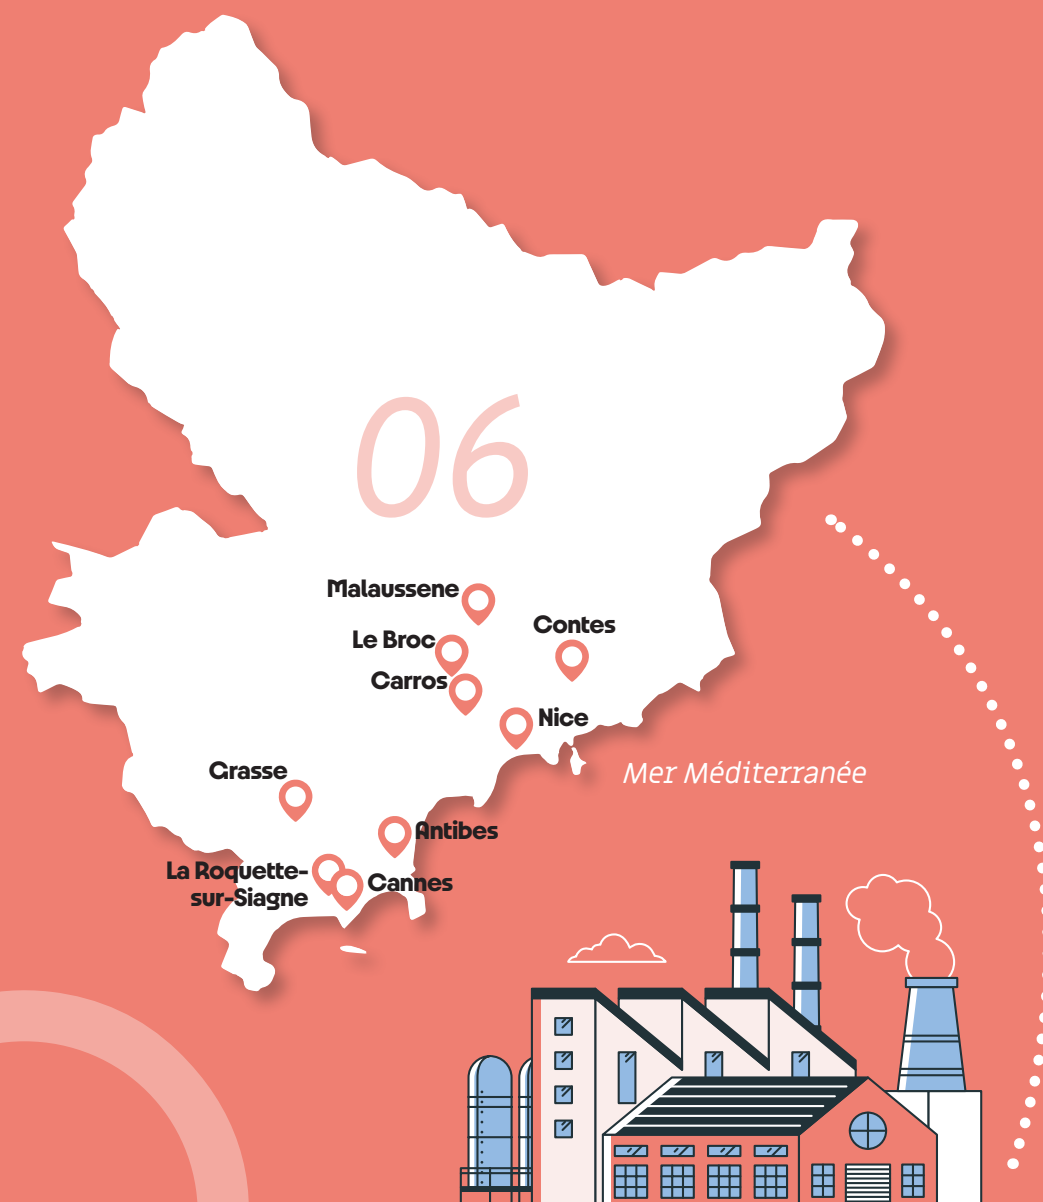 06
Malaussene
Contes
Le Broc
Carros
Nice
Grasse
Mer Méditerranée
Antibes
La Roquette-
sur-Siagne
Cannes